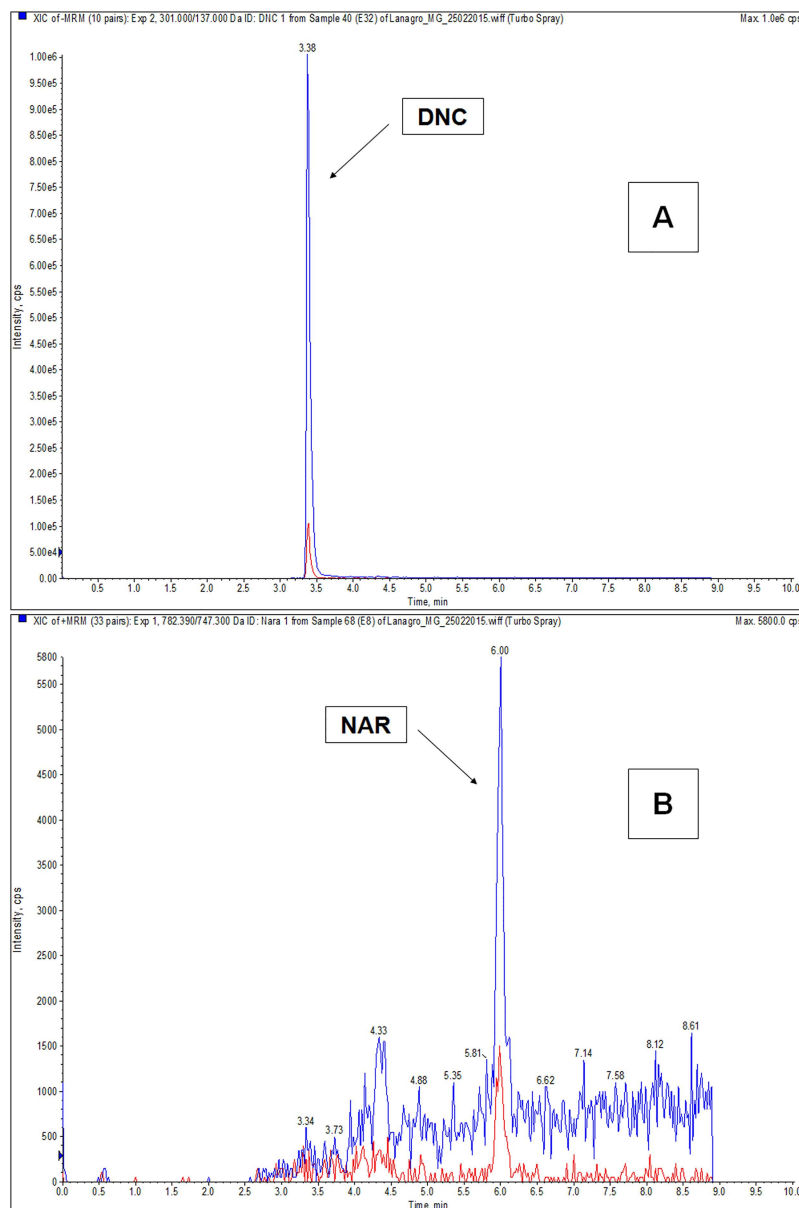 XIC of -MRM (10 pairs): Exp 2, 301.000/137.000 Da ID: DNC 1 from Sample 40 (E32) of Lanagro_MG_25022015.wiff (Turbo Spray) Max. 1.0e6 cps.
3.38
DNC
A
Intensity, cps
1.00e6
9.50e5
9.00e5
8.50e5
8.00e5
7.50e5
7.00e5
6.50e5
6.00e5
5.50e5
5.00e5
4.50e5
4.00e5
3.50e5
3.00e5
2.50e5
2.00e5
1.50e5
1.00e5
5.00e4
0.00
0.5 1.0 1.5 2.0 2.5 3.0 3.5 4.0 4.5 5.0 5.5 6.0 6.5 7.0 7.5 8.0 8.5 9.0 9.5 10.0
Time, min
XIC of +MRM (33 pairs): Exp 1, 782.390/747.300 Da ID: Nara 1 from Sample 68 (E8) of Lanagro_MG_25022015.wiff (Turbo Spray) Max. 5800.0 cps.
6.00
NAR
B
Intensity, cps
5800
5500
5000
4500
4000
3500
3000
2500
2000
1500
1000
500
0
3.34 3.73 4.33 4.88 5.35 5.81 6.62 7.14 7.58 8.12 8.61
0.0 0.5 1.0 1.5 2.0 2.5 3.0 3.5 4.0 4.5 5.0 5.5 6.0 6.5 7.0 7.5 8.0 8.5 9.0 9.5 10.0
Time, min